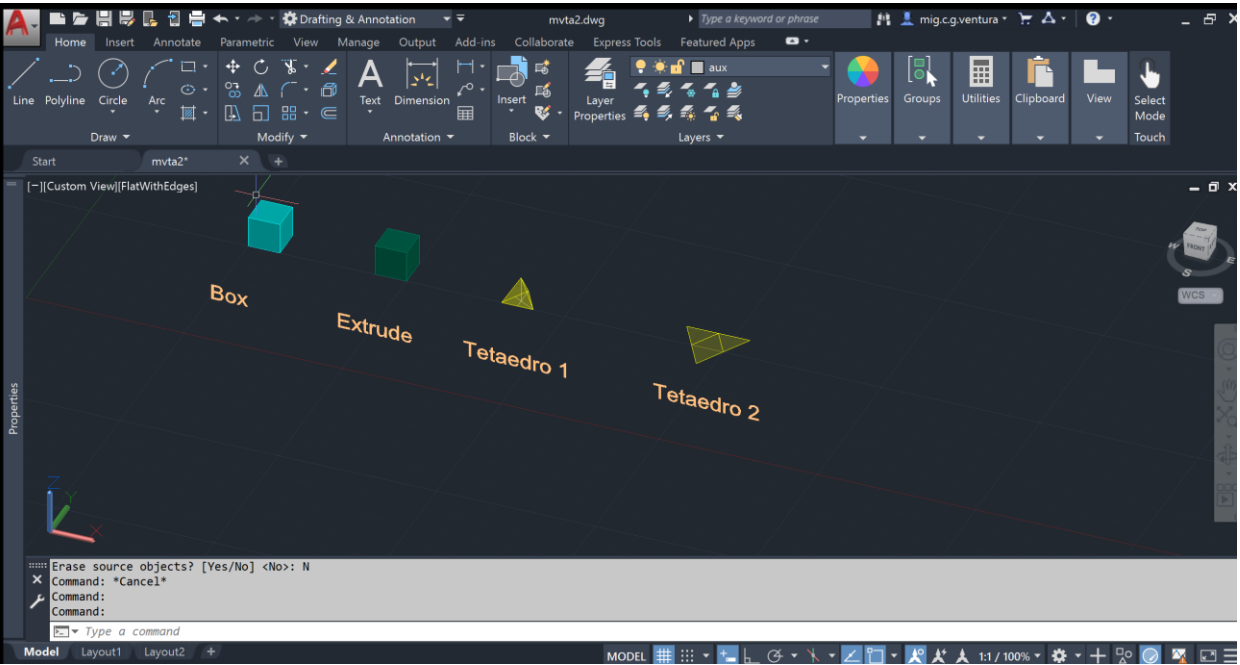 A
Drafting & Annotation
mvta2.dwg
Type a keyword or phrase
mig.c.g.ventura
Home Insert Annotate Parametric View Manage Output Add-ins Collaborate Express Tools Featured Apps
aux
A
Line Polyline Circle Arc
Text Dimension
Insert
Layer
Properties
Properties Groups Utilities Clipboard View
Select
Mode
Draw Modify Annotation Block Layers Touch
Start mvta2* +
[−][Custom View][FlatWithEdges]
TOP
FRONT
W
E
S
WCS
Box
Extrude
Tetaedro 1
Tetaedro 2
Properties
Z
Y
X
Erase source objects? [Yes/No] <No>: N
Command: *Cancel*
Command:
Command:
Type a command
Model Layout1 Layout2 +
MODEL 1:1 / 100%